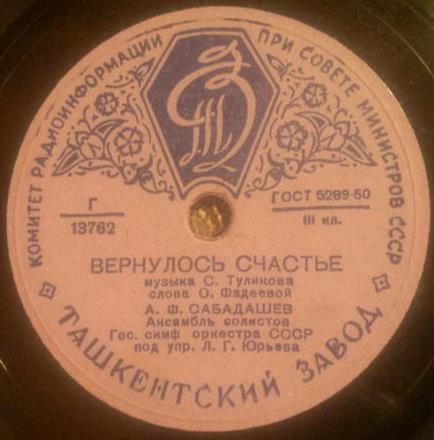 КОМИТЕТ РАДИОИНФОРМАЦИИ ПРИ СОВЕТЕ МИНИСТРОВ СССР
Г
13762
ГОСТ 5289-50
III кл.
ВЕРНУЛОСЬ СЧАСТЬЕ
музыка С. Туликова
слова О. Фадеевой
А. Ф. САБАДАШЕВ
Ансамбль солистов
Гос. симф оркестра СССР
под упр. Л. Г. Юрьева
ТАШКЕНТСКИЙ ЗАВОД